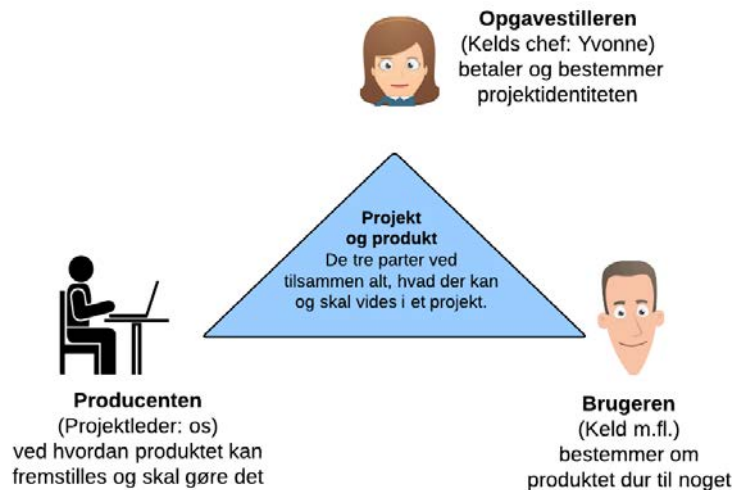 Opgavestilleren
(Kelds chef: Yvonne)
betaler og bestemmer
projektidentiteten
Projekt
og produkt
De tre parter ved
tilsammen alt, hvad der kan
og skal vides i et projekt.
Producenten
(Projektleder: os)
ved hvordan produktet kan
fremstilles og skal gøre det
Brugeren
(Keld m.fl.)
bestemmer om
produktet dur til noget